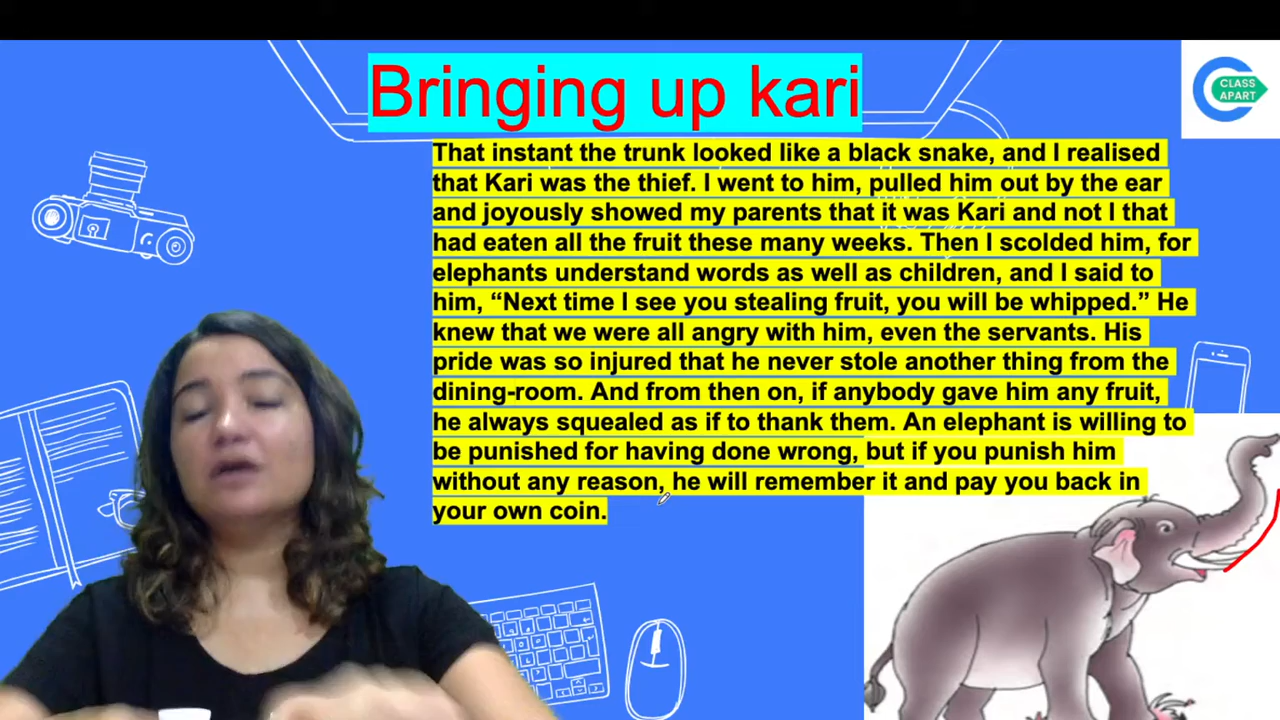 Bringing up kari
CLASS
APART
That instant the trunk looked like a black snake, and I realised
that Kari was the thief. I went to him, pulled him out by the ear
and joyously showed my parents that it was Kari and not I that
had eaten all the fruit these many weeks. Then I scolded him, for
elephants understand words as well as children, and I said to
him, “Next time I see you stealing fruit, you will be whipped.” He
knew that we were all angry with him, even the servants. His
pride was so injured that he never stole another thing from the
dining-room. And from then on, if anybody gave him any fruit,
he always squealed as if to thank them. An elephant is willing to
be punished for having done wrong, but if you punish him
without any reason, he will remember it and pay you back in
your own coin.